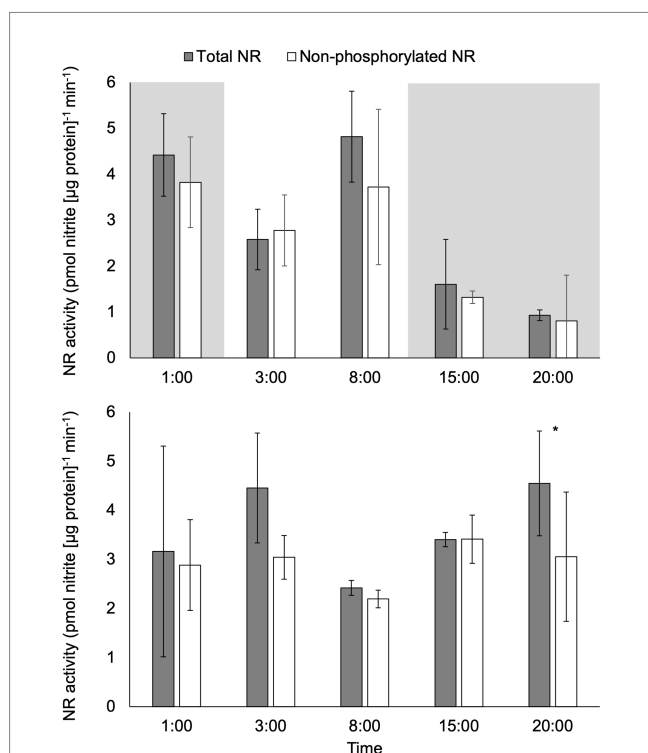 Total NR Non-phosphorylated NR
NR activity (pmol nitrite [µg protein]⁻¹ min⁻¹)
6
5
4
3
2
1
0
1:00 3:00 8:00 15:00 20:00
NR activity (pmol nitrite [µg protein]⁻¹ min⁻¹)
6
5
4
3
2
1
0
*
1:00 3:00 8:00 15:00 20:00
Time